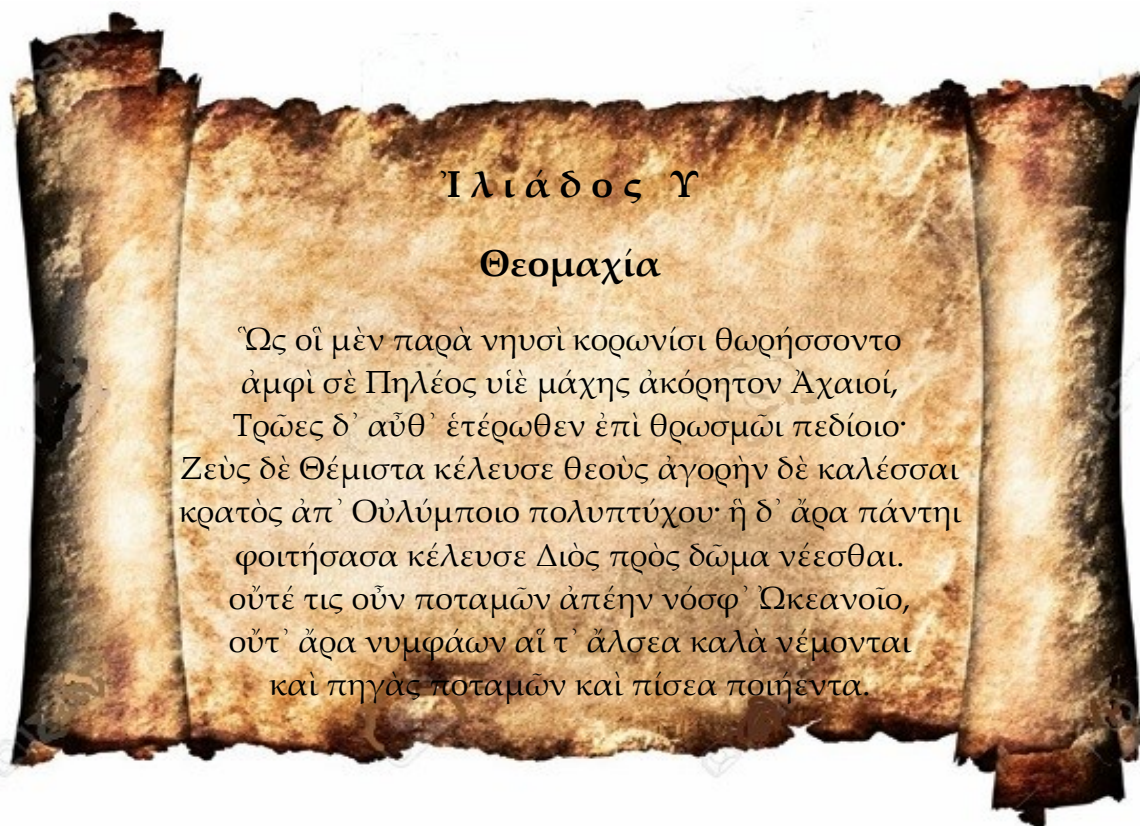 Ἰλιάδος Υ
Θεομαχία
Ὣς οἳ μὲν παρὰ νηυσὶ κορωνίσι θωρήσσοντο
ἀμφὶ σὲ Πηλέος υἱὲ μάχης ἀκόρητον Ἀχαιοί,
Τρῶες δ᾽ αὖθ᾽ ἑτέρωθεν ἐπὶ θρωσμῶι πεδίοιο·
Ζεὺς δὲ Θέμιστα κέλευσε θεοὺς ἀγορὴν δὲ καλέσσαι
κρατὸς ἀπ᾽ Οὐλύμποιο πολυπτύχου· ἣ δ᾽ ἄρα πάντηι
φοιτήσασα κέλευσε Διὸς πρὸς δῶμα νέεσθαι.
οὔτέ τις οὖν ποταμῶν ἀπέην νόσφ᾽ Ὠκεανοῖο,
οὔτ᾽ ἄρα νυμφάων αἵ τ᾽ ἄλσεα καλὰ νέμονται
καὶ πηγὰς ποταμῶν καὶ πίσεα ποιήεντα.